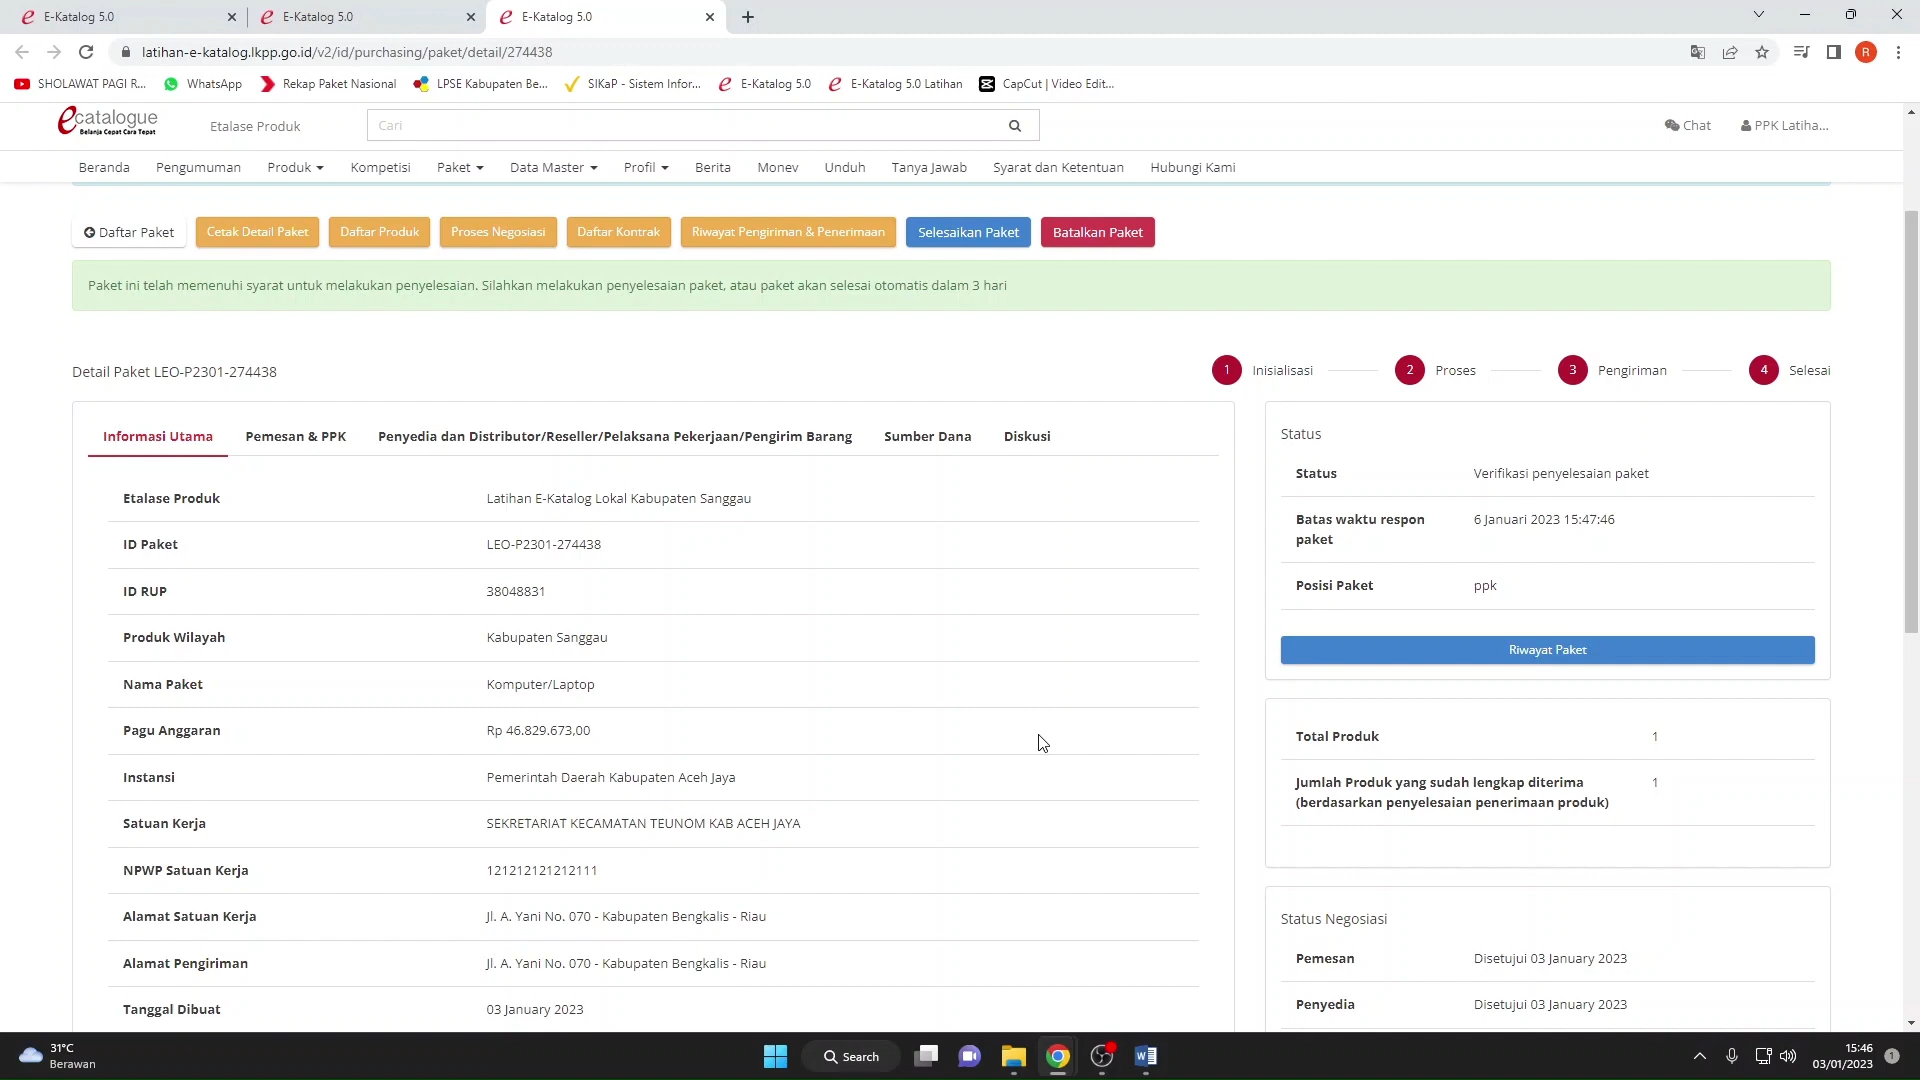 E-Katalog 5.0
E-Katalog 5.0
E-Katalog 5.0
latihan-e-katalog.lkpp.go.id/v2/id/purchasing/paket/detail/274438
R
SHOLAWAT PAGI R...
WhatsApp
Rekap Paket Nasional
LPSE Kabupaten Be...
SIKaP - Sistem Infor...
E-Katalog 5.0
E-Katalog 5.0 Latihan
CapCut | Video Edit...
ecatalogue
Belanja Cepat Cara Tepat
Etalase Produk
Cari
Chat
PPK Latiha...
Beranda
Pengumuman
Produk
Kompetisi
Paket
Data Master
Profil
Berita
Monev
Unduh
Tanya Jawab
Syarat dan Ketentuan
Hubungi Kami
Daftar Paket
Cetak Detail Paket
Daftar Produk
Proses Negosiasi
Daftar Kontrak
Riwayat Pengiriman & Penerimaan
Selesaikan Paket
Batalkan Paket
Paket ini telah memenuhi syarat untuk melakukan penyelesaian. Silahkan melakukan penyelesaian paket, atau paket akan selesai otomatis dalam 3 hari
Detail Paket LEO-P2301-274438
1 Inisialisasi
2 Proses
3 Pengiriman
4 Selesai
Informasi Utama
Pemesan & PPK
Penyedia dan Distributor/Reseller/Pelaksana Pekerjaan/Pengirim Barang
Sumber Dana
Diskusi
Etalase Produk Latihan E-Katalog Lokal Kabupaten Sanggau
ID Paket LEO-P2301-274438
ID RUP 38048831
Produk Wilayah Kabupaten Sanggau
Nama Paket Komputer/Laptop
Pagu Anggaran Rp 46.829.673,00
Instansi Pemerintah Daerah Kabupaten Aceh Jaya
Satuan Kerja SEKRETARIAT KECAMATAN TEUNOM KAB ACEH JAYA
NPWP Satuan Kerja 121212121212111
Alamat Satuan Kerja Jl. A. Yani No. 070 - Kabupaten Bengkalis - Riau
Alamat Pengiriman Jl. A. Yani No. 070 - Kabupaten Bengkalis - Riau
Tanggal Dibuat 03 January 2023
Status
Status Verifikasi penyelesaian paket
Batas waktu respon 6 Januari 2023 15:47:46
paket
Posisi Paket ppk
Riwayat Paket
Total Produk 1
Jumlah Produk yang sudah lengkap diterima 1
(berdasarkan penyelesaian penerimaan produk)
Status Negosiasi
Pemesan Disetujui 03 January 2023
Penyedia Disetujui 03 January 2023
31°C
Berawan
Search
15:46
03/01/2023
1